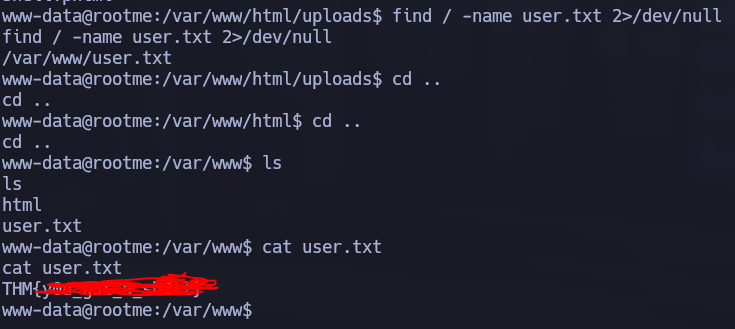 www-data@rootme:/var/www/html/uploads$ find / -name user.txt 2>/dev/null
find / -name user.txt 2>/dev/null
/var/www/user.txt
www-data@rootme:/var/www/html/uploads$ cd ..
cd ..
www-data@rootme:/var/www/html$ cd ..
cd ..
www-data@rootme:/var/www$ ls
ls
html
user.txt
www-data@rootme:/var/www$ cat user.txt
cat user.txt
THM{
www-data@rootme:/var/www$